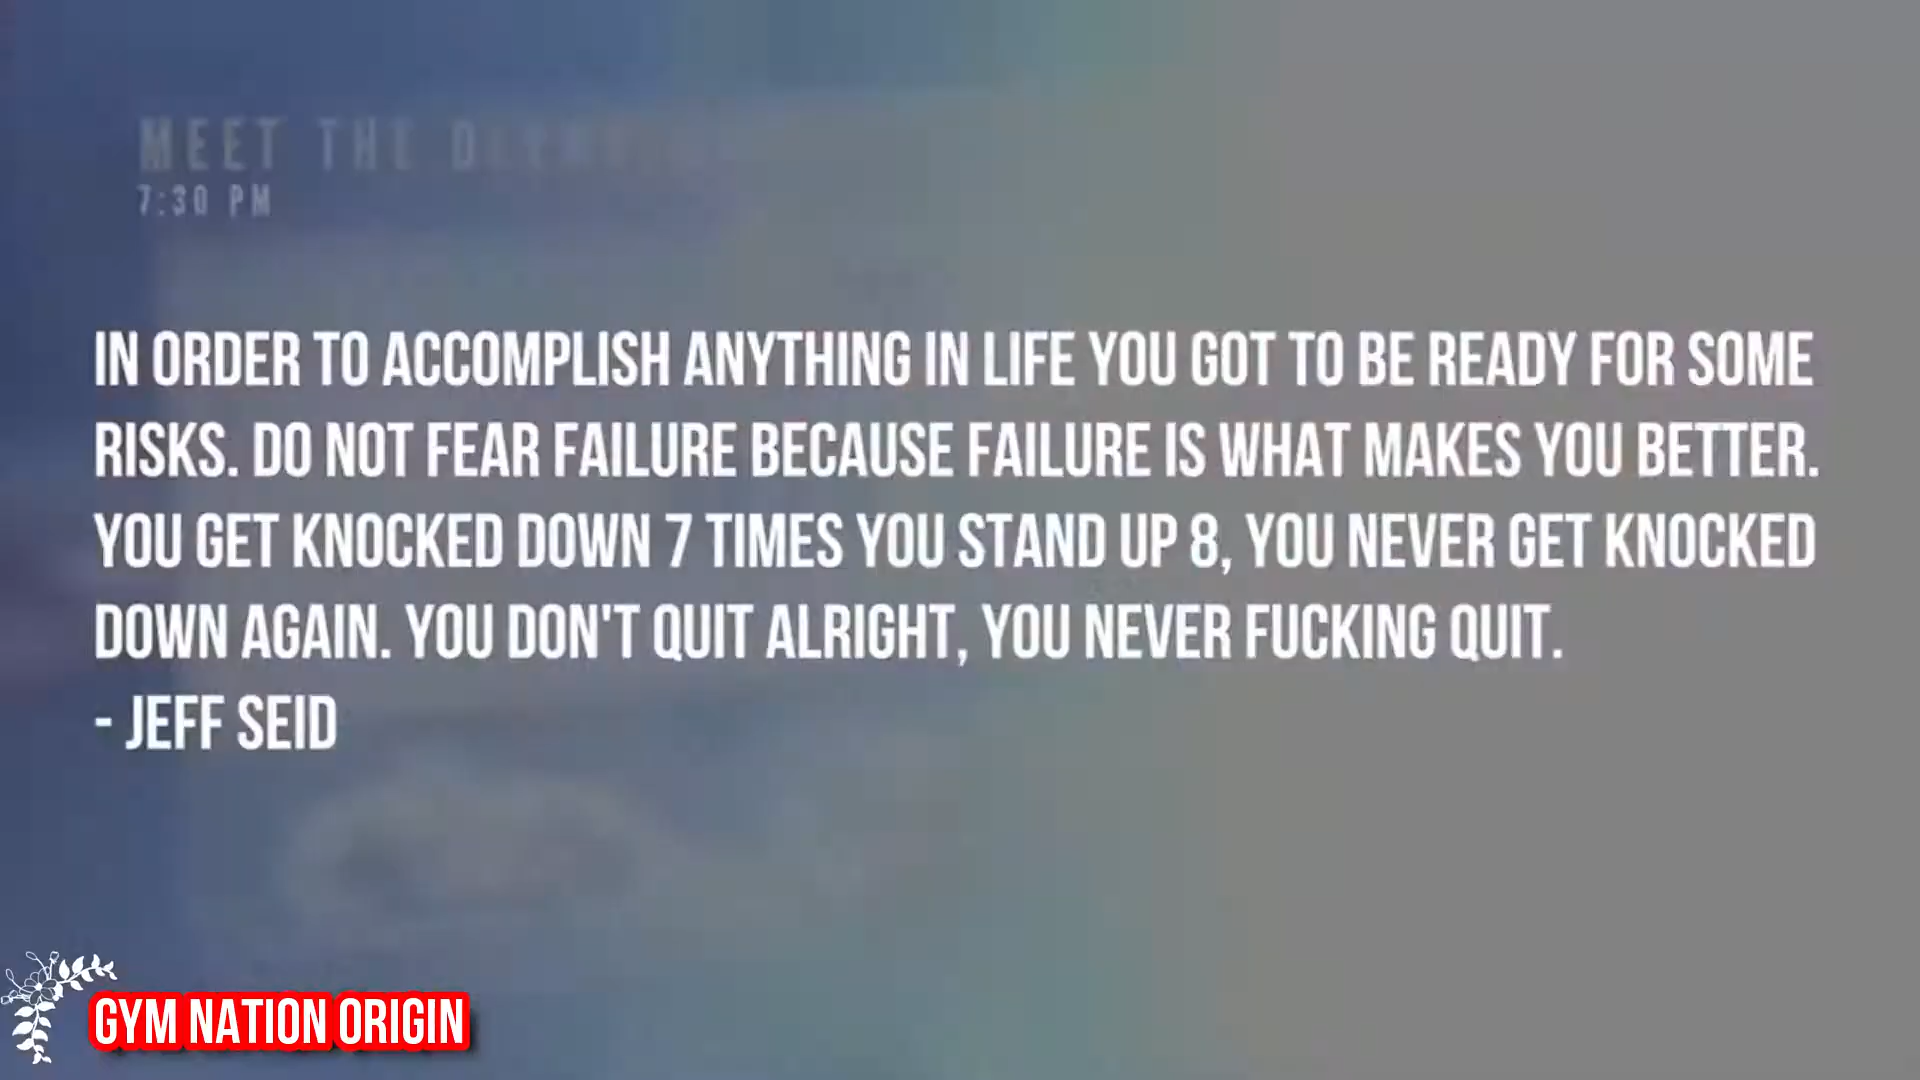 MEET THE
7:30 PM
IN ORDER TO ACCOMPLISH ANYTHING IN LIFE YOU GOT TO BE READY FOR SOME
RISKS. DO NOT FEAR FAILURE BECAUSE FAILURE IS WHAT MAKES YOU BETTER.
YOU GET KNOCKED DOWN 7 TIMES YOU STAND UP 8, YOU NEVER GET KNOCKED
DOWN AGAIN. YOU DON'T QUIT ALRIGHT, YOU NEVER FUCKING QUIT.
- JEFF SEID
GYM NATION ORIGIN